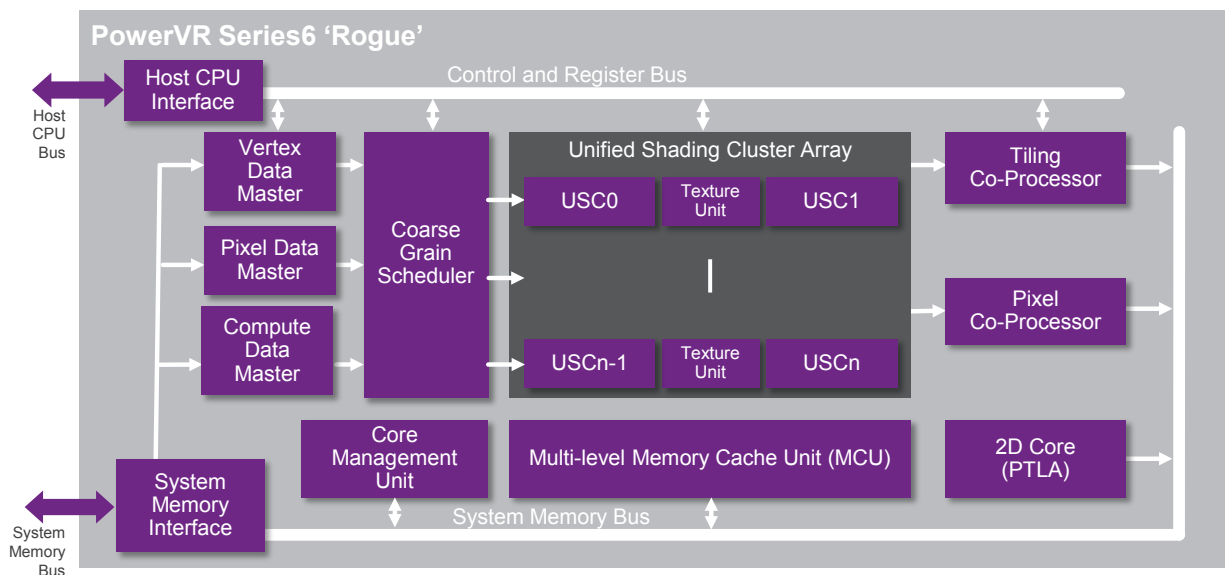 PowerVR Series6 ‘Rogue’
Host CPU
Interface
Control and Register Bus
Host
CPU
Bus
Vertex
Data
Master
Pixel Data
Master
Compute
Data
Master
Coarse
Grain
Scheduler
Unified Shading Cluster Array
USC0
Texture
Unit
USC1
USCn-1
Texture
Unit
USCn
Tiling
Co-Processor
Pixel
Co-Processor
Core
Management
Unit
Multi-level Memory Cache Unit (MCU)
2D Core
(PTLA)
System
Memory
Interface
System Memory Bus
System
Memory
Bus